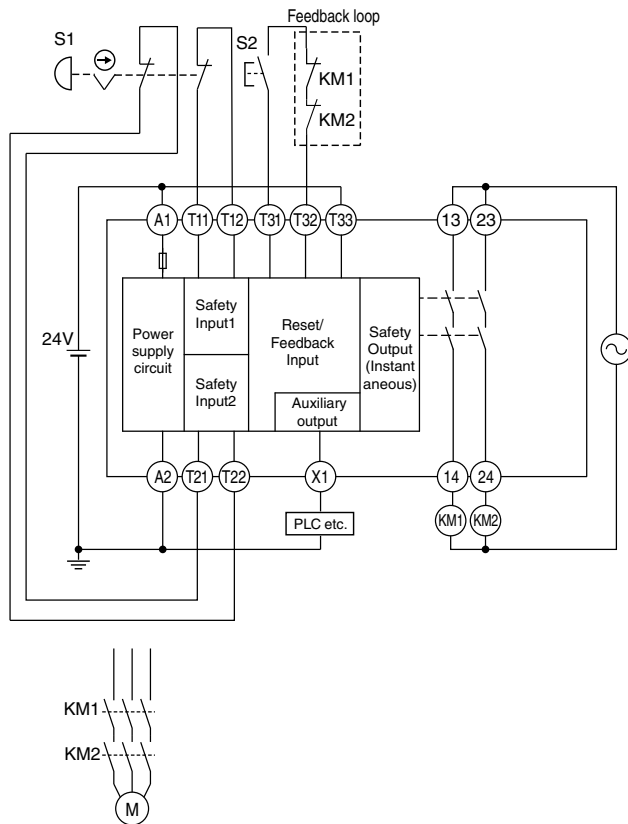 Feedback loop
S1
S2
KM1
KM2
A1
T11
T12
T31
T32
T33
13
23
24V
Power
supply
circuit
Safety
Input1
Safety
Input2
Reset/
Feedback
Input
Auxiliary
output
Safety
Output
(Instant
aneous)
A2
T21
T22
X1
14
24
PLC etc.
KM1
KM2
KM1
KM2
M